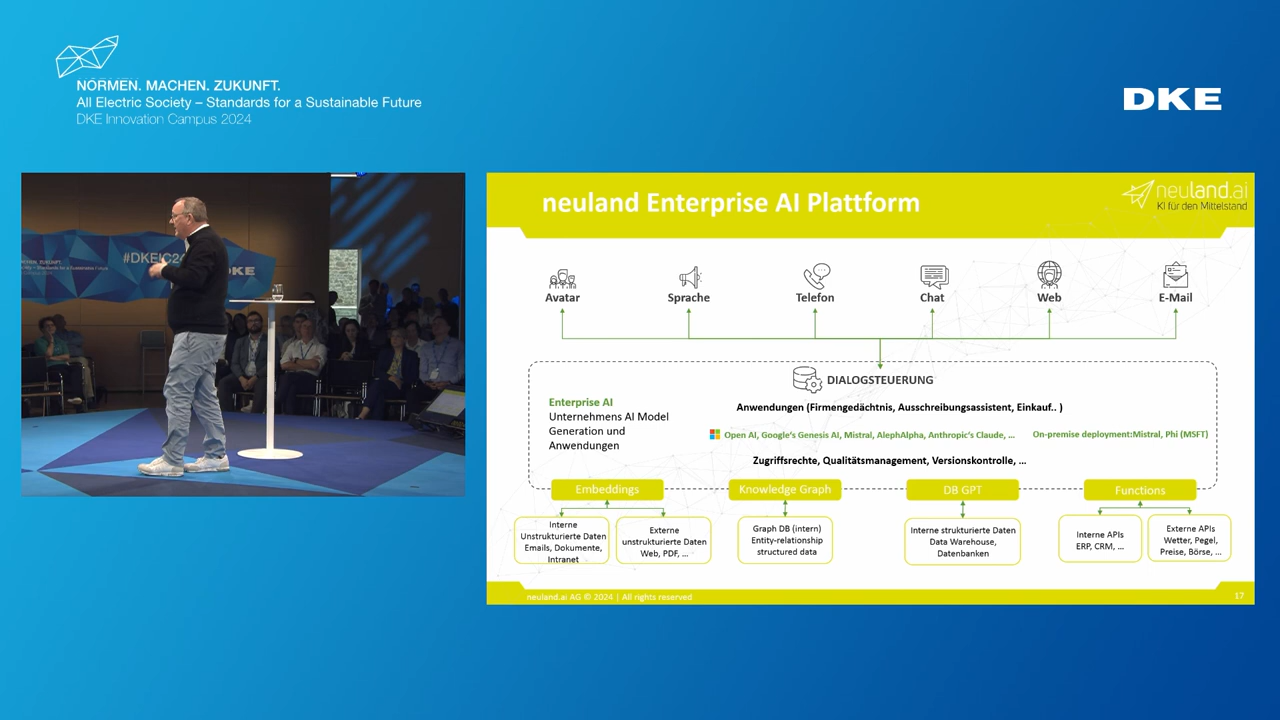 NORMEN. MACHEN. ZUKUNFT.
All Electric Society – Standards for a Sustainable Future
DKE Innovation Campus 2024
DKE
#DKEIC24
DKE
neuland Enterprise AI Plattform
neuland.ai
KI für den Mittelstand
Avatar
Sprache
Telefon
Chat
Web
E-Mail
DIALOGSTEUERUNG
Enterprise AI
Unternehmens AI Model
Generation und
Anwendungen
Anwendungen (Firmengedächtnis, Ausschreibungsassistent, Einkauf.. )
Open AI, Google's Genesis AI, Mistral, AlephAlpha, Anthropic's Claude, ...
On-premise deployment:Mistral, Phi (MSFT)
Zugriffsrechte, Qualitätsmanagement, Versionskontrolle, ...
Embeddings
Knowledge Graph
DB GPT
Functions
Interne
Unstrukturierte Daten
Emails, Dokumente,
Intranet
Externe
unstrukturierte Daten
Web, PDF, ...
Graph DB (intern)
Entity-relationship
structured data
Interne strukturierte Daten
Data Warehouse,
Datenbanken
Interne APIs
ERP, CRM, ...
Externe APIs
Wetter, Pegel,
Preise, Börse, ...
neuland.ai AG © 2024 | All rights reserved
17